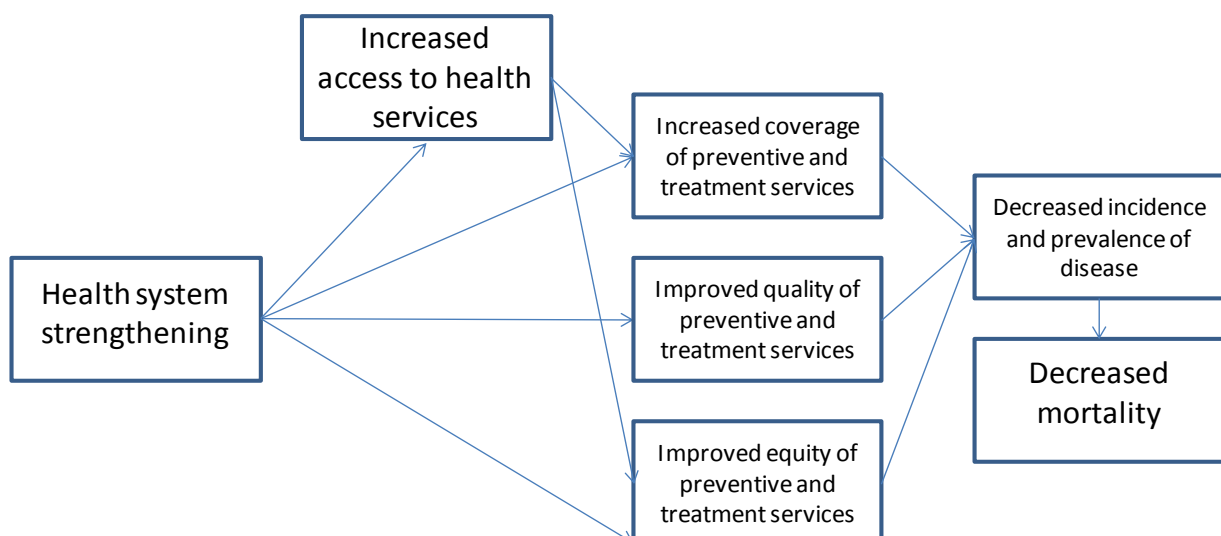 Increased
access to health
services
Increased coverage
of preventive and
treatment services
Decreased incidence
and prevalence of
disease
Health system
strengthening
Improved quality of
preventive and
treatment services
Decreased
mortality
Improved equity of
preventive and
treatment services